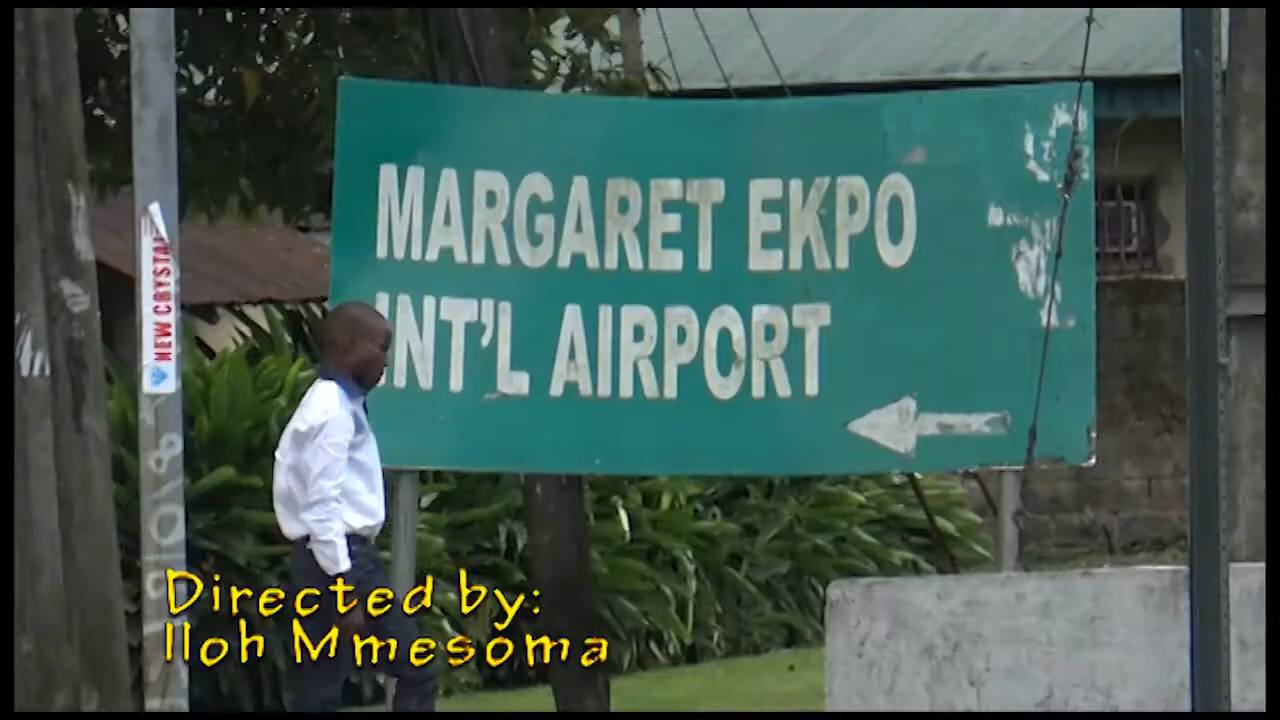 MARGARET EKPO
INT'L AIRPORT
NEW CRYSTAL
Directed by:
Iloh Mmesoma